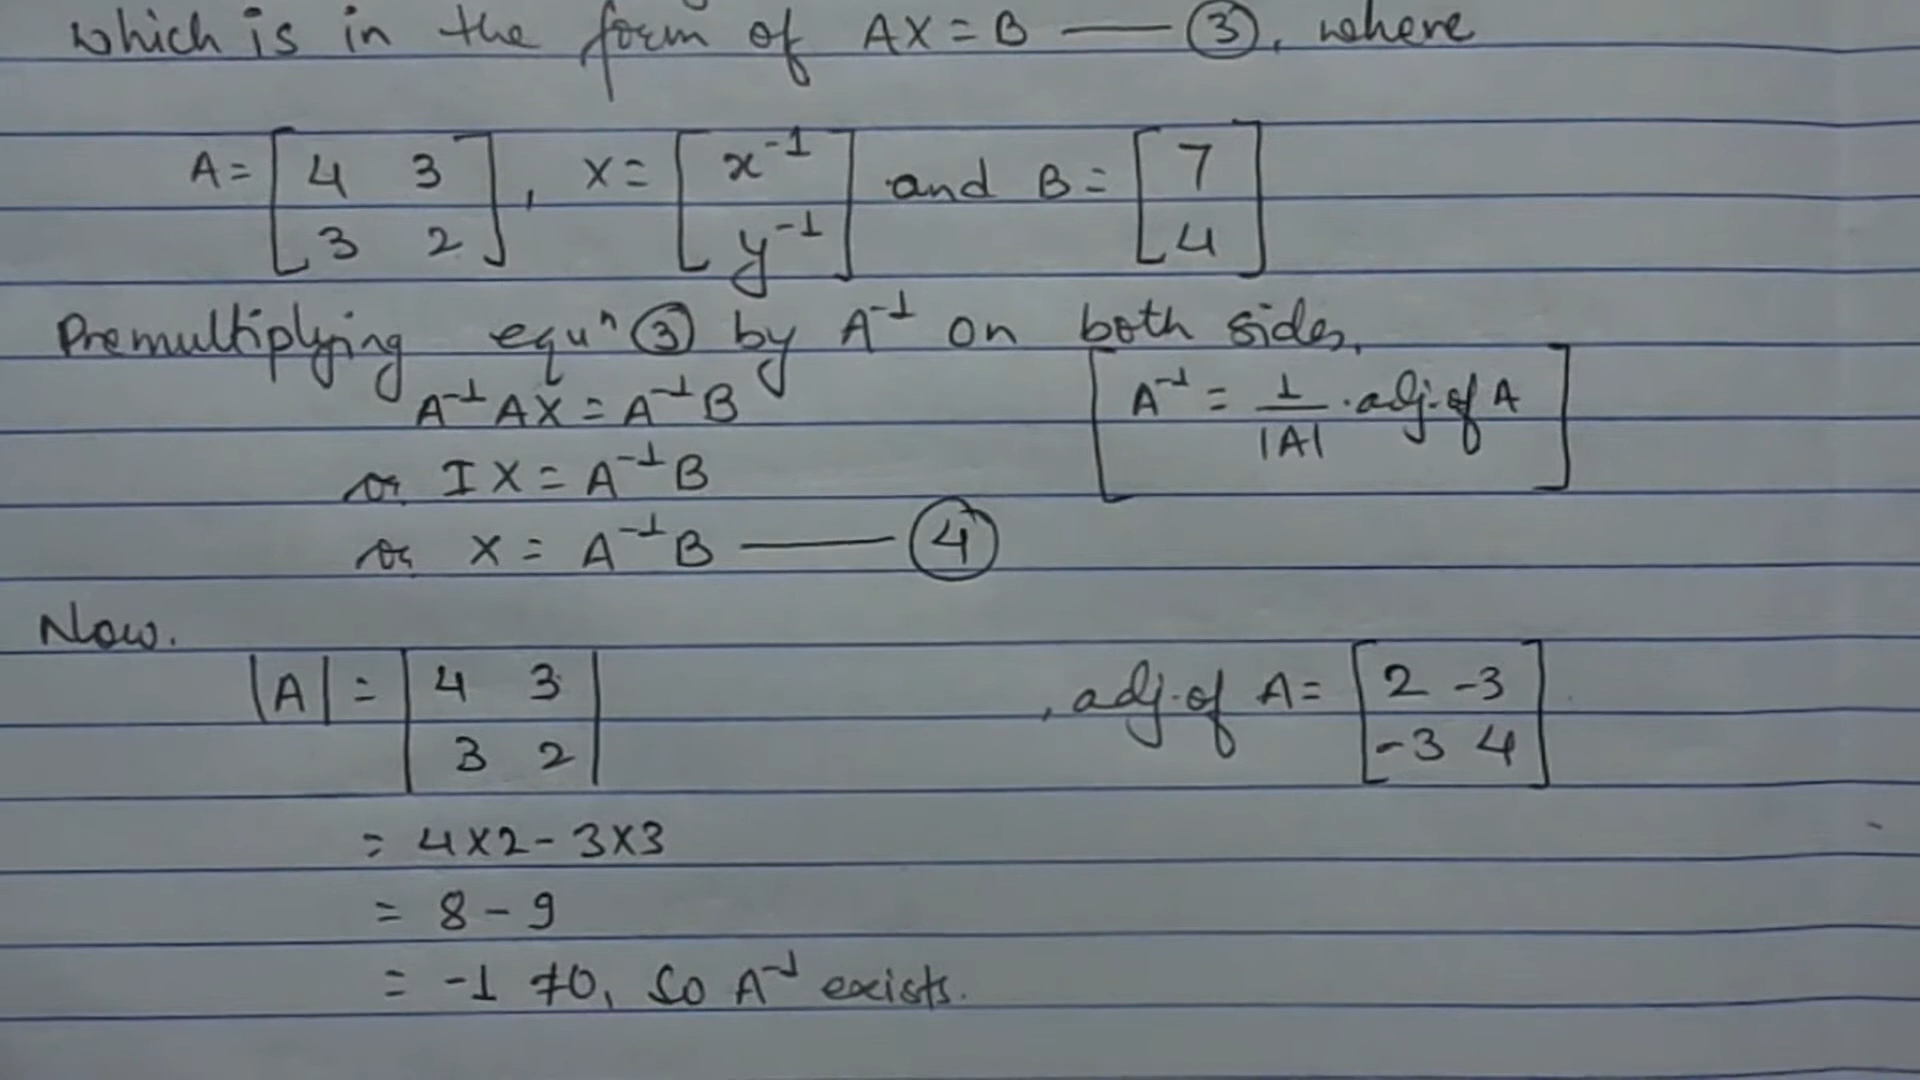 which is in the form of AX = B —— ③, where
A = [4 3; 3 2], X = [x⁻¹; y⁻¹] and B = [7; 4]
Premultiplying equⁿ ③ by A⁻¹ on both sides,
A⁻¹AX = A⁻¹B
[A⁻¹ = 1/|A| · adj. of A]
or IX = A⁻¹B
or X = A⁻¹B —— ④
Now.
|A| = |4 3; 3 2|
, adj. of A = [2 -3; -3 4]
= 4×2 - 3×3
= 8 - 9
= -1 ≠0, So A⁻¹ exists.